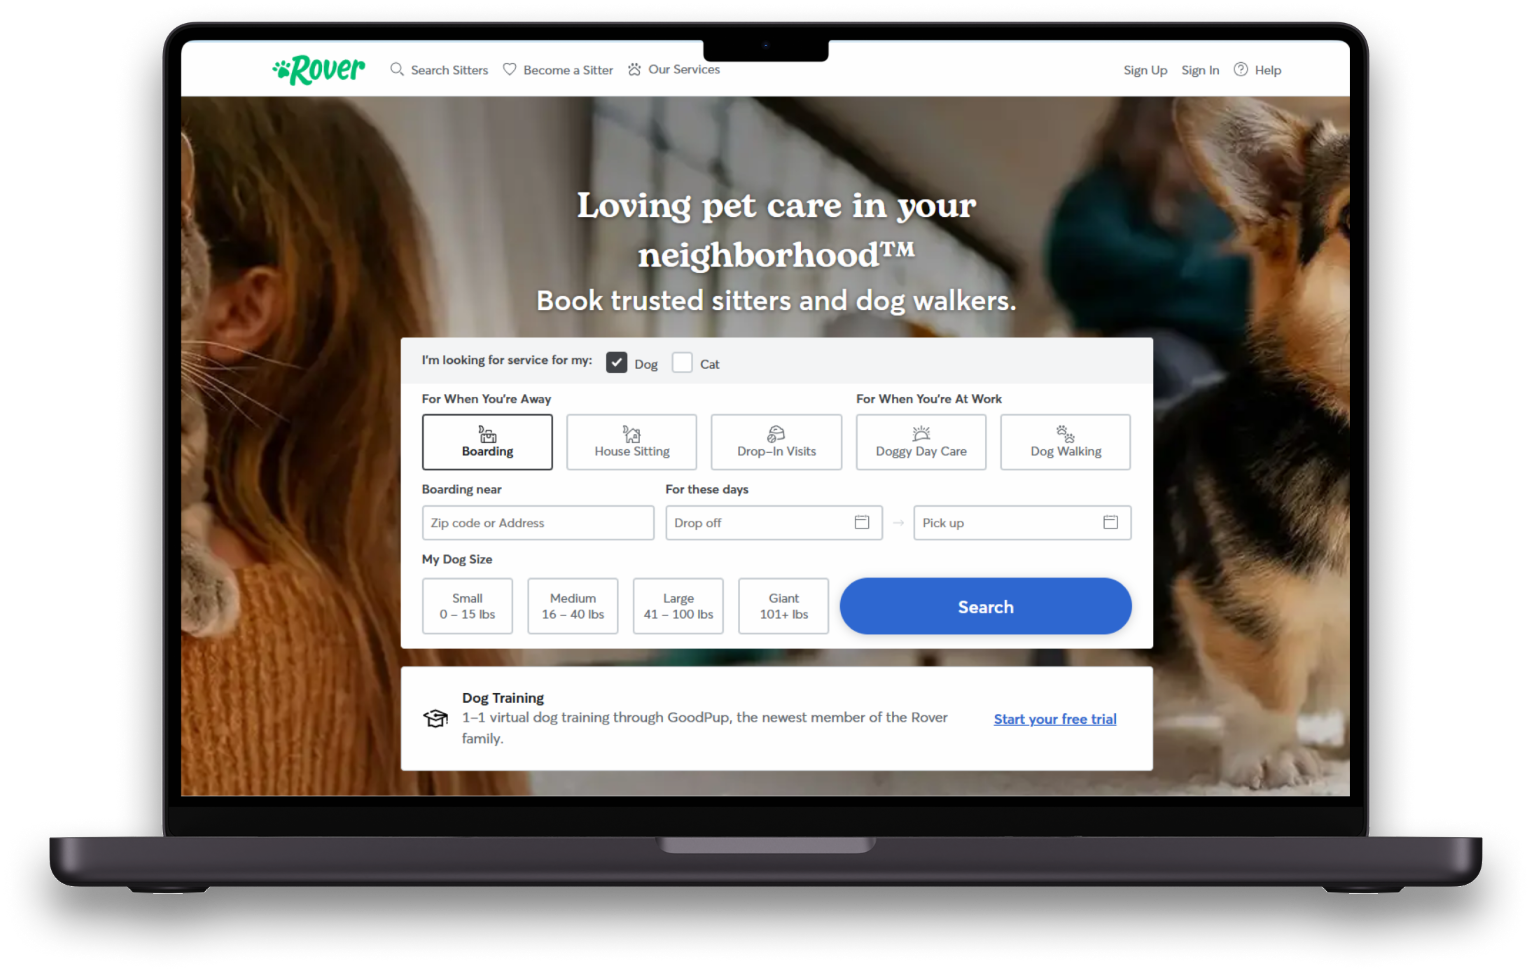 Rover
Search Sitters
Become a Sitter
Our Services
Sign Up
Sign In
Help
Loving pet care in your
neighborhood™
Book trusted sitters and dog walkers.
I'm looking for service for my:
Dog
Cat
For When You're Away
For When You're At Work
Boarding
House Sitting
Drop-In Visits
Doggy Day Care
Dog Walking
Boarding near
For these days
Zip code or Address
Drop off
→
Pick up
My Dog Size
Small
0 – 15 lbs
Medium
16 – 40 lbs
Large
41 – 100 lbs
Giant
101+ lbs
Search
Dog Training
1–1 virtual dog training through GoodPup, the newest member of the Rover
family.
Start your free trial